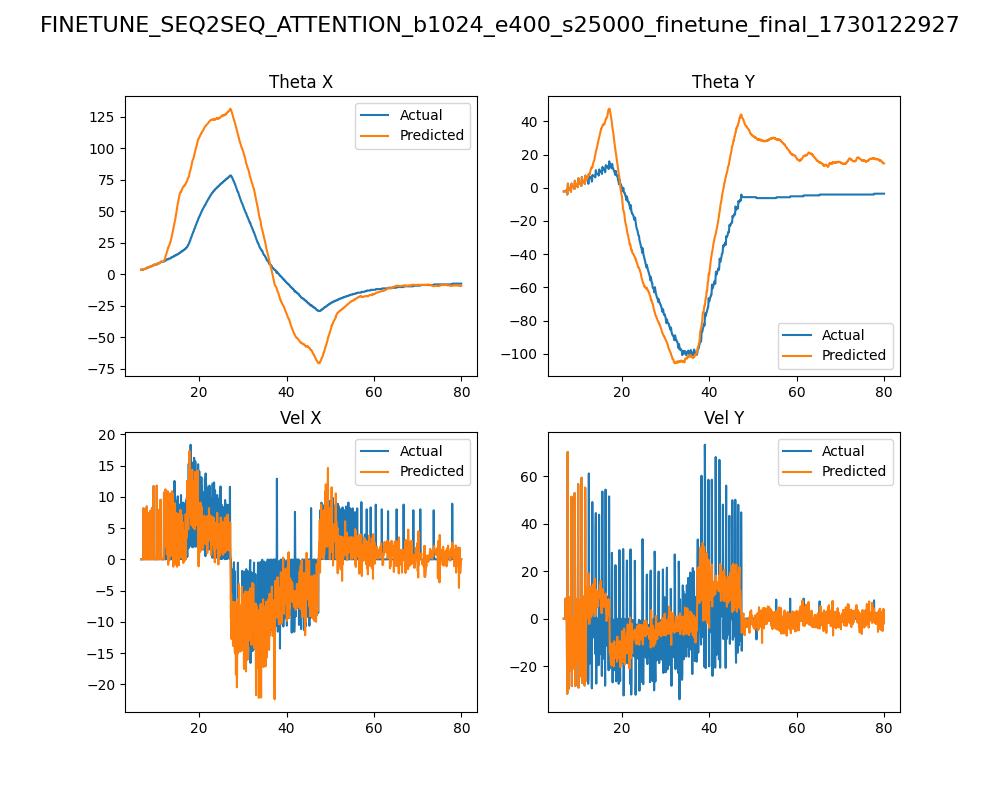 FINETUNE_SEQ2SEQ_ATTENTION_b1024_e400_s25000_finetune_final_1730122927
Theta X
Actual
Predicted
125
100
75
50
25
0
−25
−50
−75
20 40 60 80
Theta Y
Actual
Predicted
40
20
0
−20
−40
−60
−80
−100
20 40 60 80
Vel X
Actual
Predicted
20
15
10
5
0
−5
−10
−15
−20
20 40 60 80
Vel Y
Actual
Predicted
60
40
20
0
−20
20 40 60 80